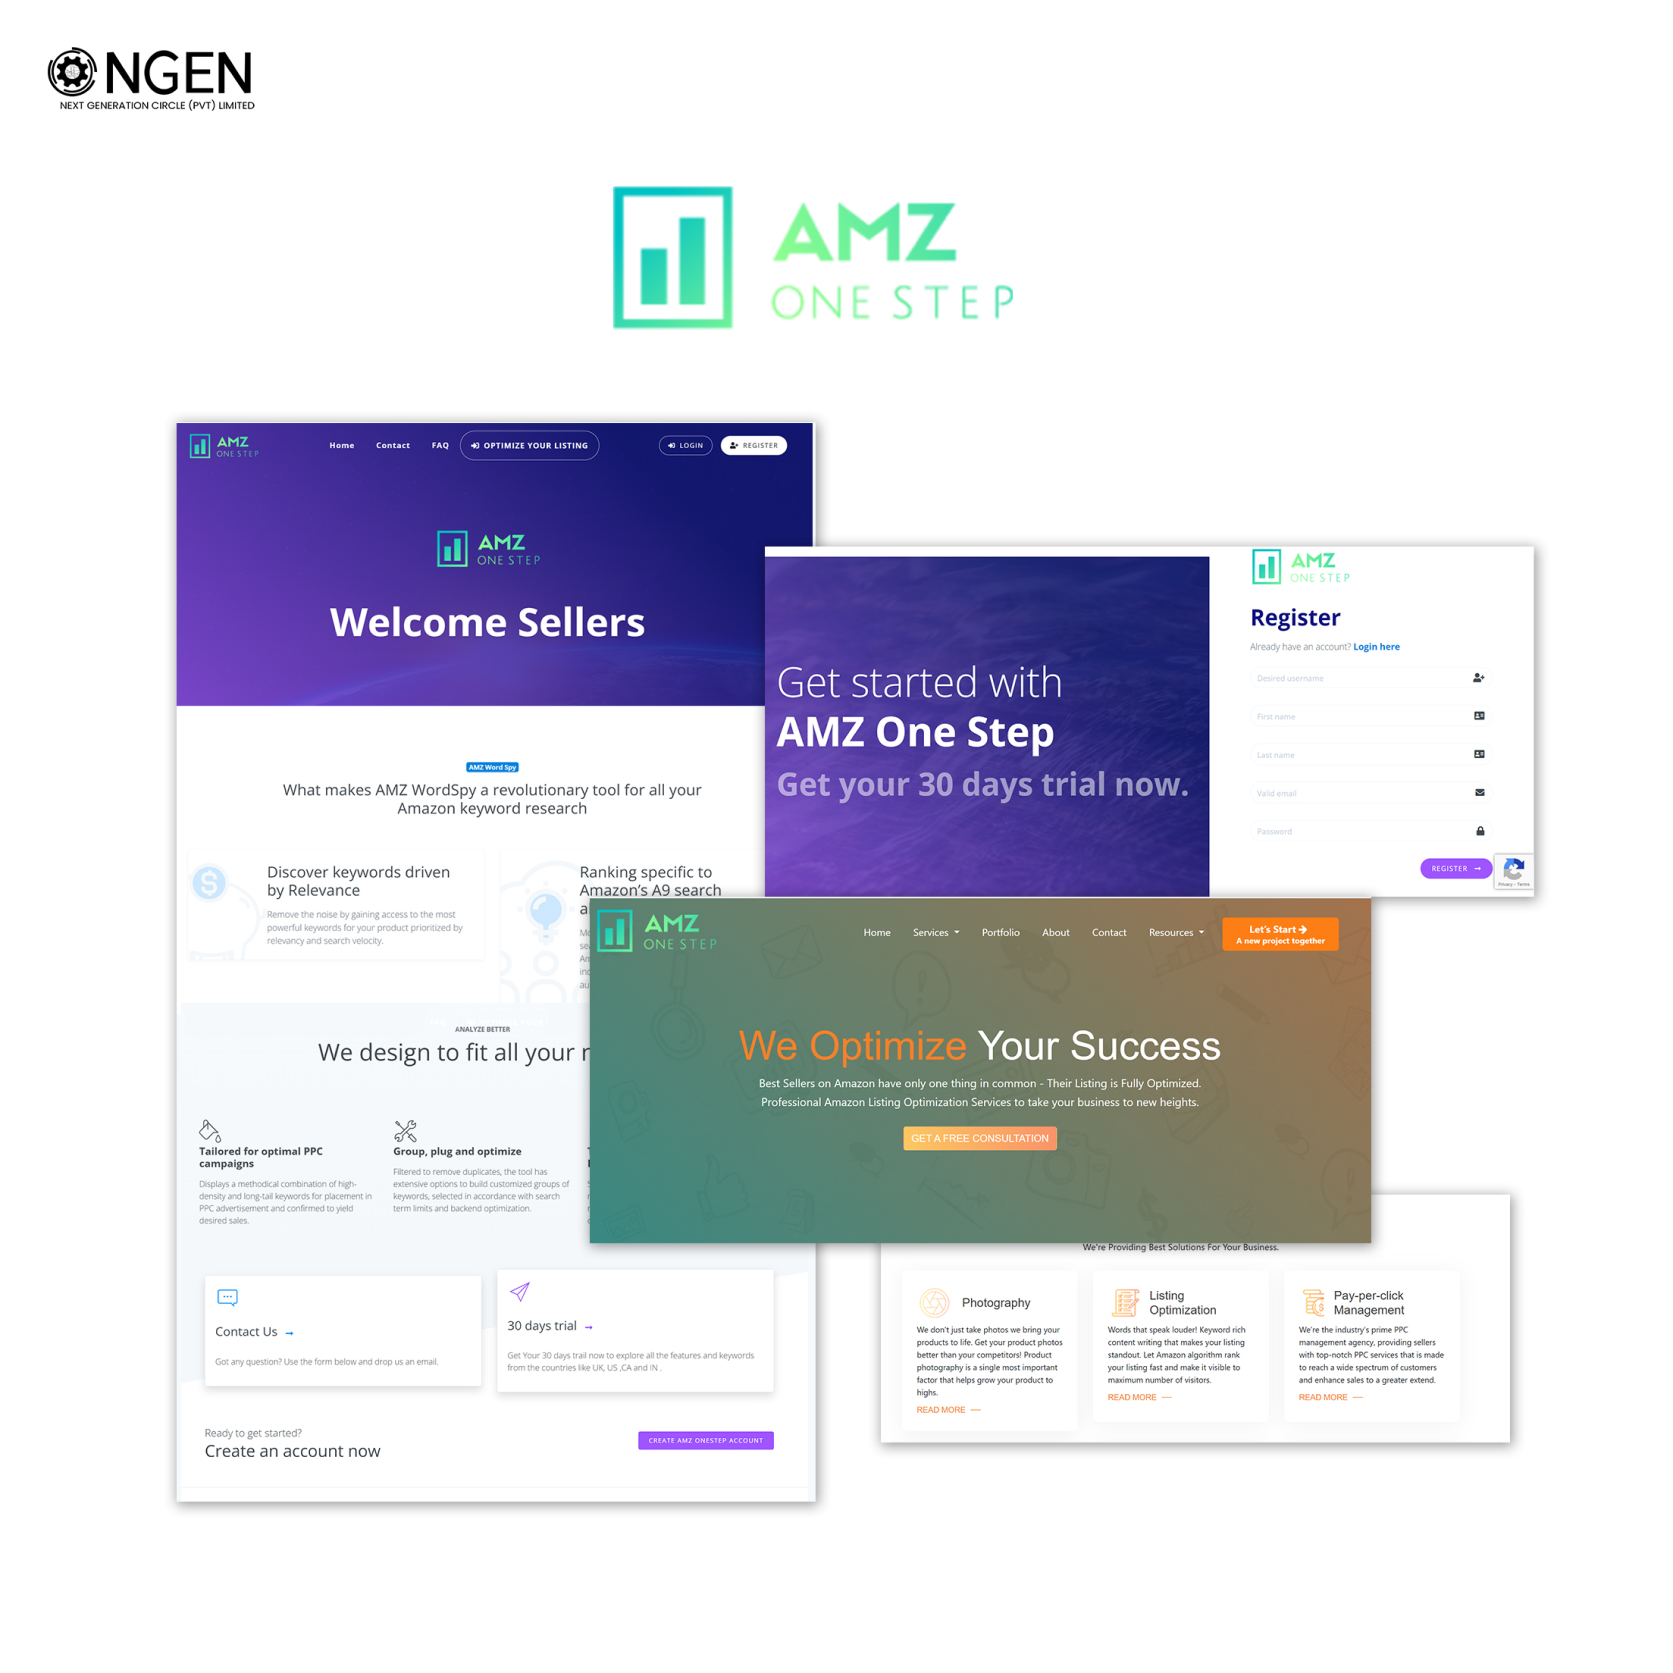 NGEN
NEXT GENERATION CIRCLE (PVT) LIMITED
AMZ
ONE STEP
AMZ
ONE STEP
Home
Contact
FAQ
OPTIMIZE YOUR LISTING
LOGIN
REGISTER
AMZ
ONE STEP
Welcome Sellers
AMZ Word Spy
What makes AMZ WordSpy a revolutionary tool for all your
Amazon keyword research
Discover keywords driven
by Relevance
Remove the noise by gaining access to the most
powerful keywords for your product prioritized by
relevancy and search velocity.
Ranking specific to
Amazon's A9 search
a
Mo
sea
Am
inc
au
ANALYZE BETTER
We design to fit all your r
Tailored for optimal PPC
campaigns
Displays a methodical combination of high-
density and long-tail keywords for placement in
PPC advertisement and confirmed to yield
desired sales.
Group, plug and optimize
Filtered to remove duplicates, the tool has
extensive options to build customized groups of
keywords, selected in accordance with search
term limits and backend optimization.
Contact Us →
Got any question? Use the form below and drop us an email.
30 days trial →
Get Your 30 days trail now to explore all the features and keywords
from the countries like UK, US ,CA and IN .
Ready to get started?
Create an account now
CREATE AMZ ONESTEP ACCOUNT
Get started with
AMZ One Step
Get your 30 days trial now.
AMZ
ONE STEP
Register
Already have an account? Login here
Desired username
First name
Last name
Valid email
Password
REGISTER →
Privacy - Terms
AMZ
ONE STEP
Home
Services
Portfolio
About
Contact
Resources
Let's Start →
A new project together
We Optimize Your Success
Best Sellers on Amazon have only one thing in common - Their Listing is Fully Optimized.
Professional Amazon Listing Optimization Services to take your business to new heights.
GET A FREE CONSULTATION
We're Providing Best Solutions For Your Business.
Photography
We don't just take photos we bring your
products to life. Get your product photos
better than your competitors! Product
photography is a single most important
factor that helps grow your product to
highs.
READ MORE —
Listing
Optimization
Words that speak louder! Keyword rich
content writing that makes your listing
standout. Let Amazon algorithm rank
your listing fast and make it visible to
maximum number of visitors.
READ MORE —
Pay-per-click
Management
We're the industry's prime PPC
management agency, providing sellers
with top-notch PPC services that is made
to reach a wide spectrum of customers
and enhance sales to a greater extend.
READ MORE —